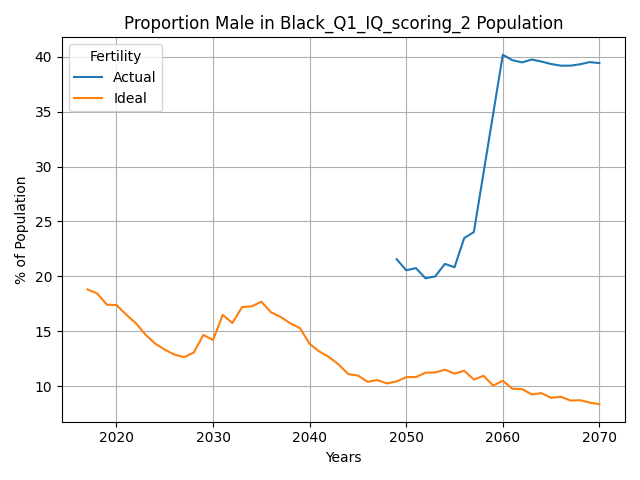 Proportion Male in Black_Q1_IQ_scoring_2 Population
Fertility
Actual
Ideal
% of Population
40
35
30
25
20
15
10
2020 2030 2040 2050 2060 2070
Years